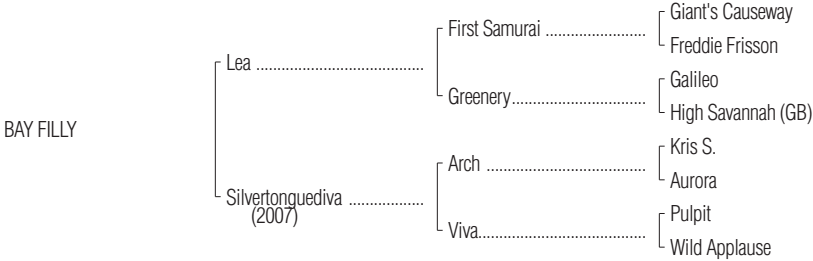 Giant's Causeway
First Samurai ........................
Freddie Frisson
Lea ........................................
Galileo
Greenery................................
High Savannah (GB)
BAY FILLY
Kris S.
Arch ......................................
Aurora
Silvertonguediva ..................
(2007)
Pulpit
Viva........................................
Wild Applause